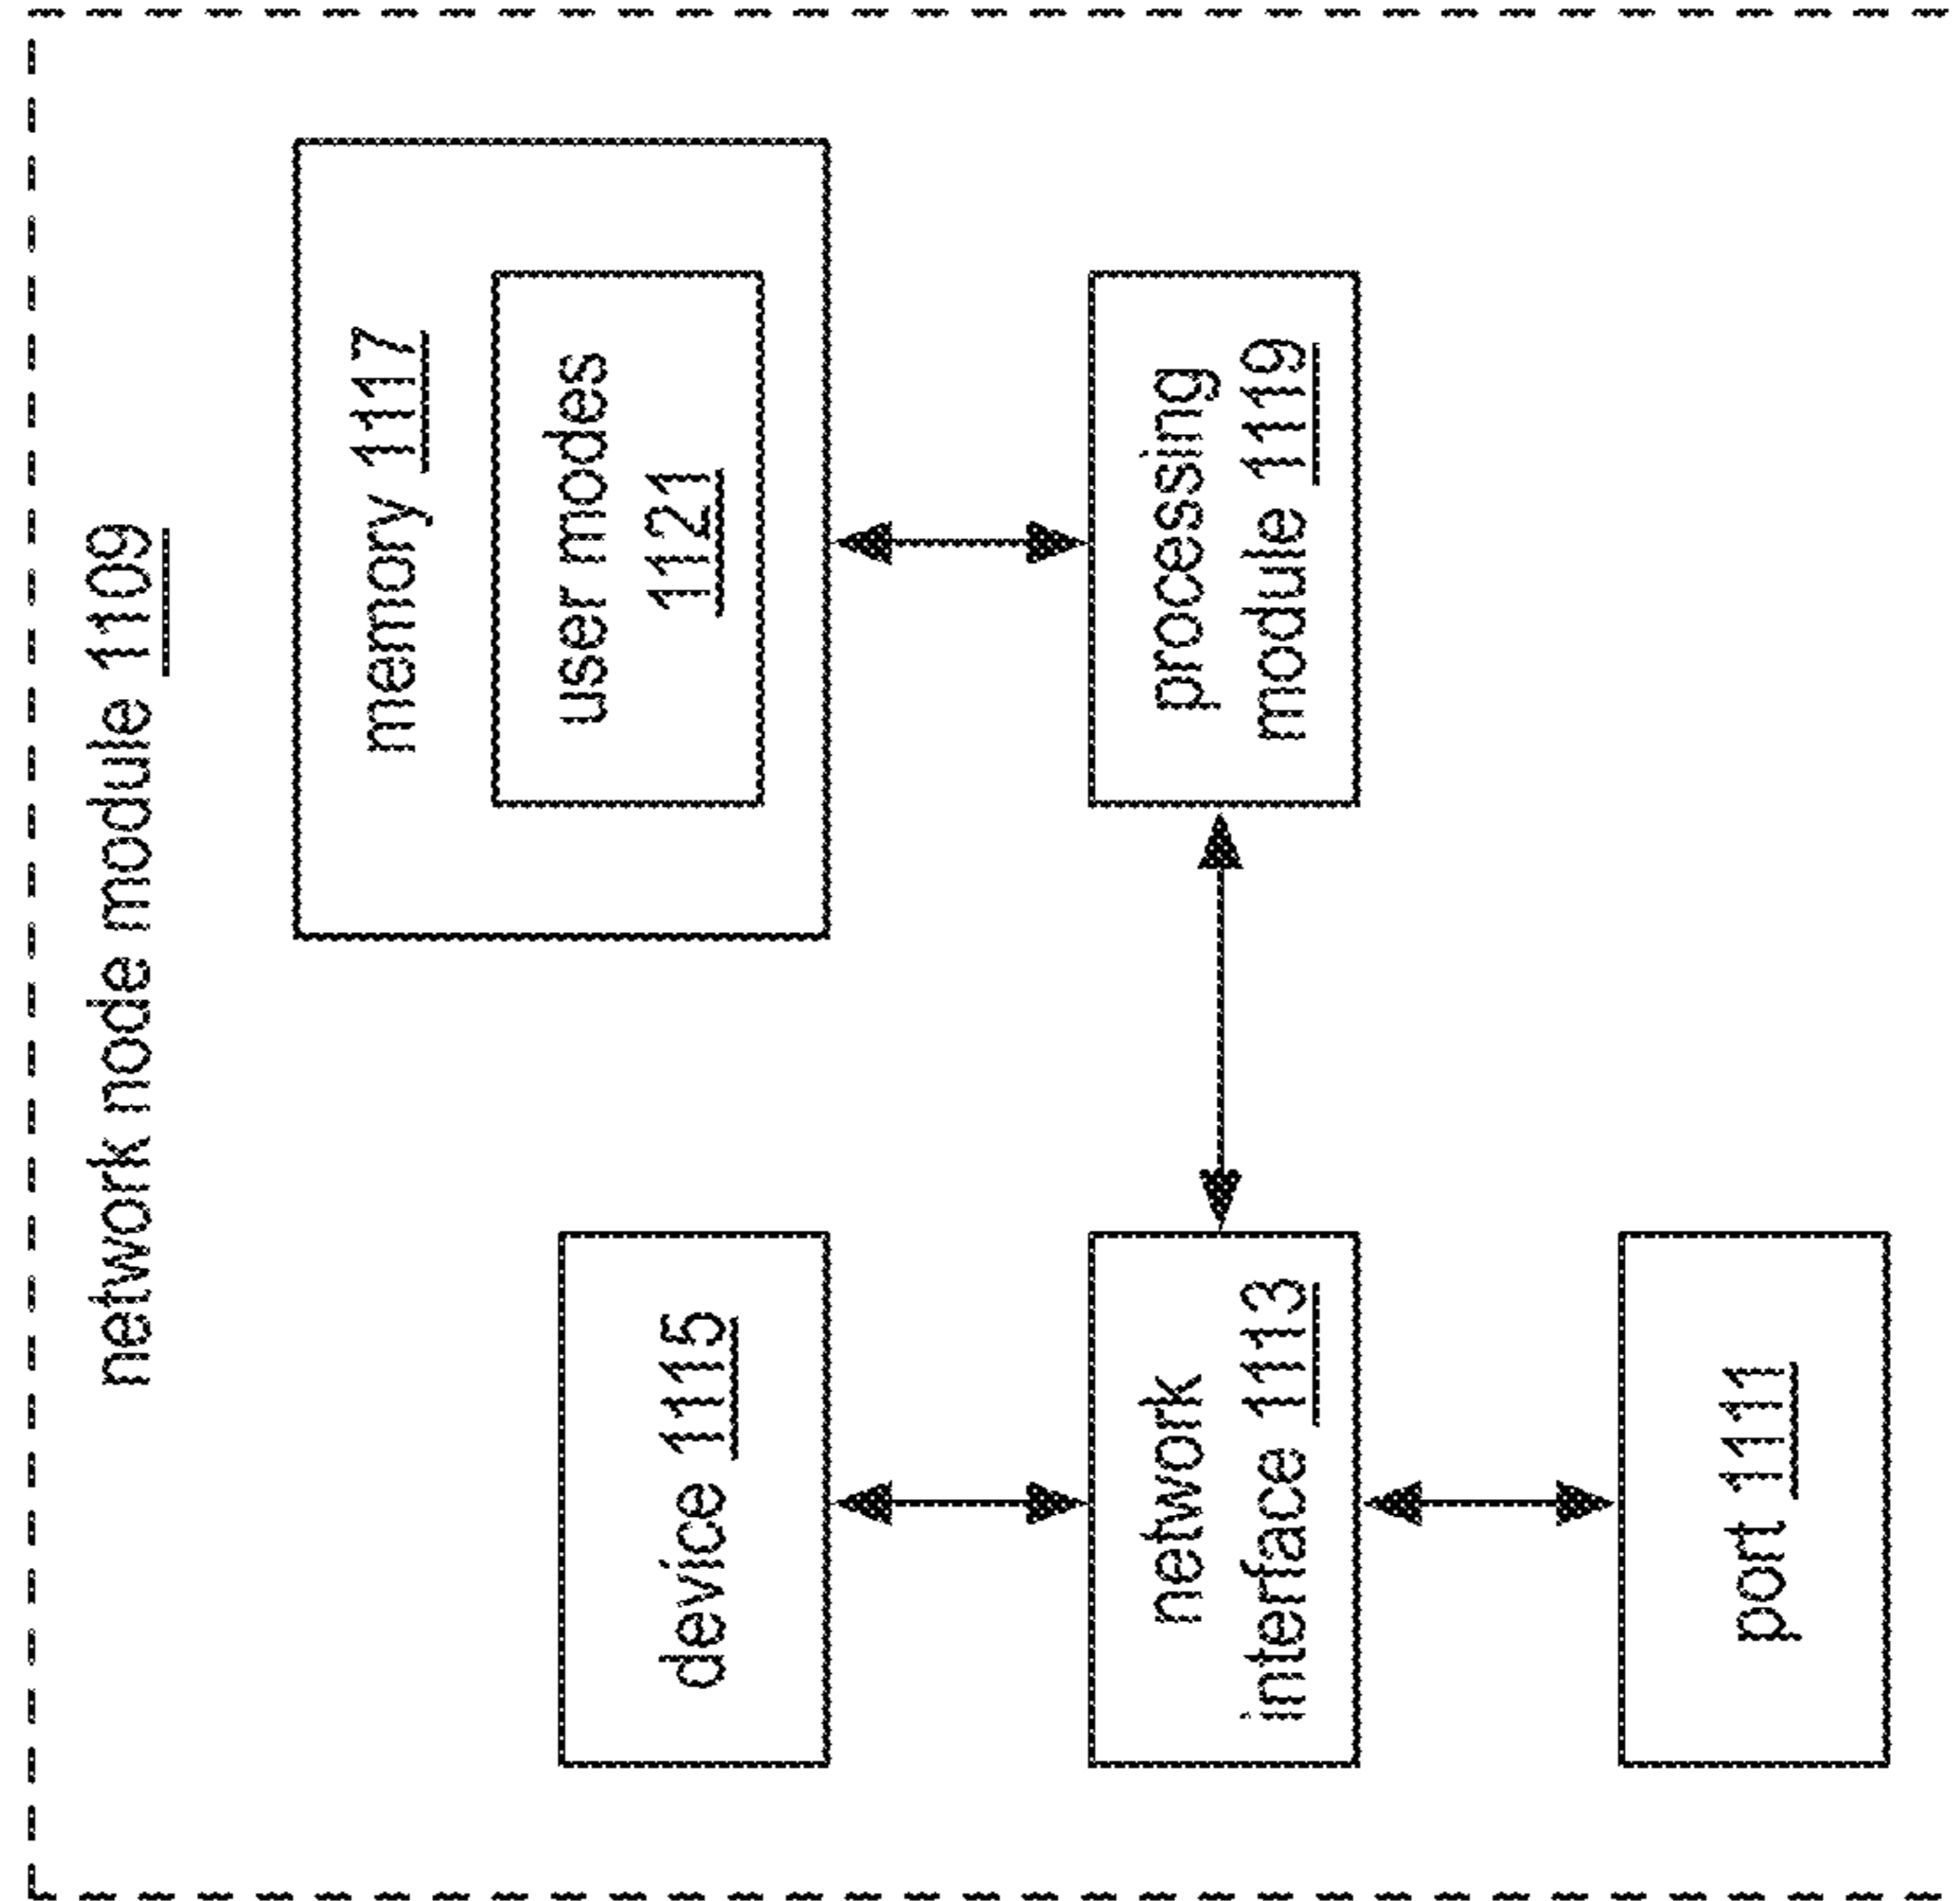 network node module 1109
memory 1117
user modes
1121
device 1115
processing
module 1119
network
interface 1113
port 1111